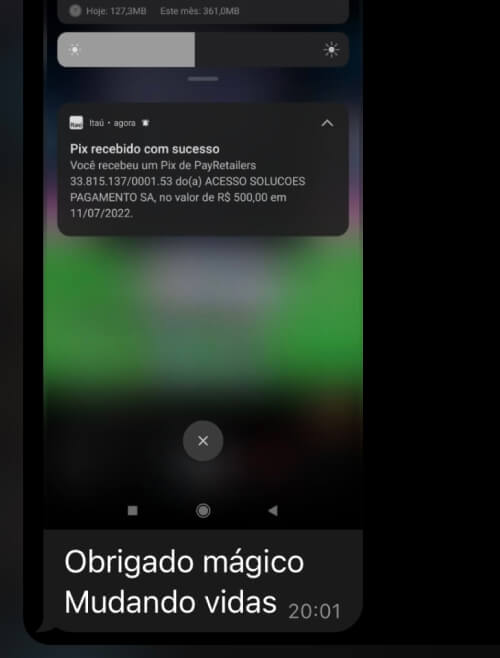 Hoje: 127,3MB Este mês: 361,0MB
Itaú • agora
Pix recebido com sucesso
Você recebeu um Pix de PayRetailers
33.815.137/0001.53 do(a) ACESSO SOLUCOES
PAGAMENTO SA, no valor de R$ 500,00 em
11/07/2022.
Obrigado mágico
Mudando vidas 20:01